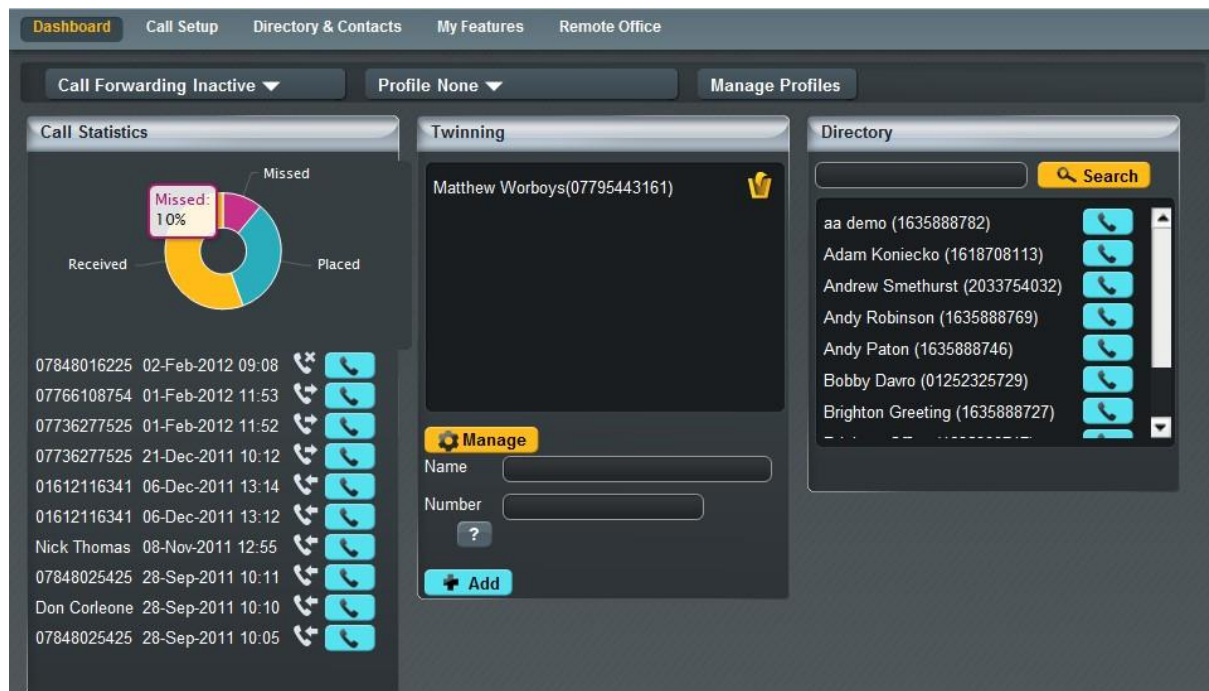 Dashboard Call Setup Directory & Contacts My Features Remote Office
Call Forwarding Inactive Profile None Manage Profiles
Call Statistics
Missed
Missed:
10%
Received
Placed
07848016225 02-Feb-2012 09:08
07766108754 01-Feb-2012 11:53
07736277525 01-Feb-2012 11:52
07736277525 21-Dec-2011 10:12
01612116341 06-Dec-2011 13:14
01612116341 06-Dec-2011 13:12
Nick Thomas 08-Nov-2011 12:55
07848025425 28-Sep-2011 10:11
Don Corleone 28-Sep-2011 10:10
07848025425 28-Sep-2011 10:05
Twinning
Matthew Worboys(07795443161)
Manage
Name
Number
?
Add
Directory
Search
aa demo (1635888782)
Adam Koniecko (1618708113)
Andrew Smethurst (2033754032)
Andy Robinson (1635888769)
Andy Paton (1635888746)
Bobby Davro (01252325729)
Brighton Greeting (1635888727)